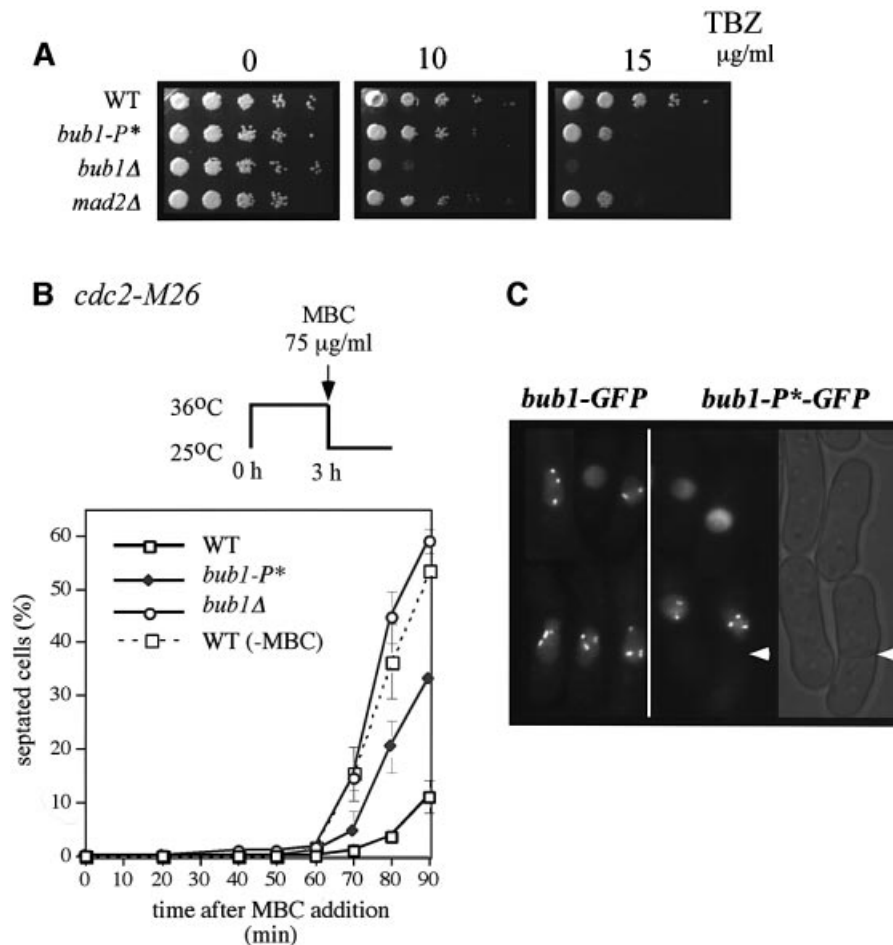 A
TBZ
µg/ml
0 10 15
WT
bub1-P*
bub1Δ
mad2Δ
B cdc2-M26
MBC
75 µg/ml
36°C
25°C
0 h 3 h
60
50
40
30
20
10
0
septated cells (%)
WT
bub1-P*
bub1Δ
WT (-MBC)
0 10 20 30 40 50 60 70 80 90
time after MBC addition
(min)
C
bub1-GFP bub1-P*-GFP